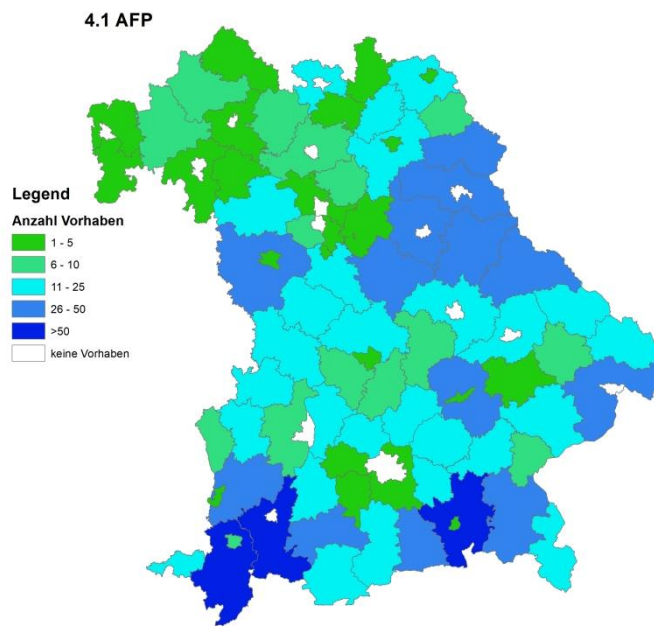 4.1 AFP
Legend
Anzahl Vorhaben
1 - 5
6 - 10
11 - 25
26 - 50
>50
keine Vorhaben